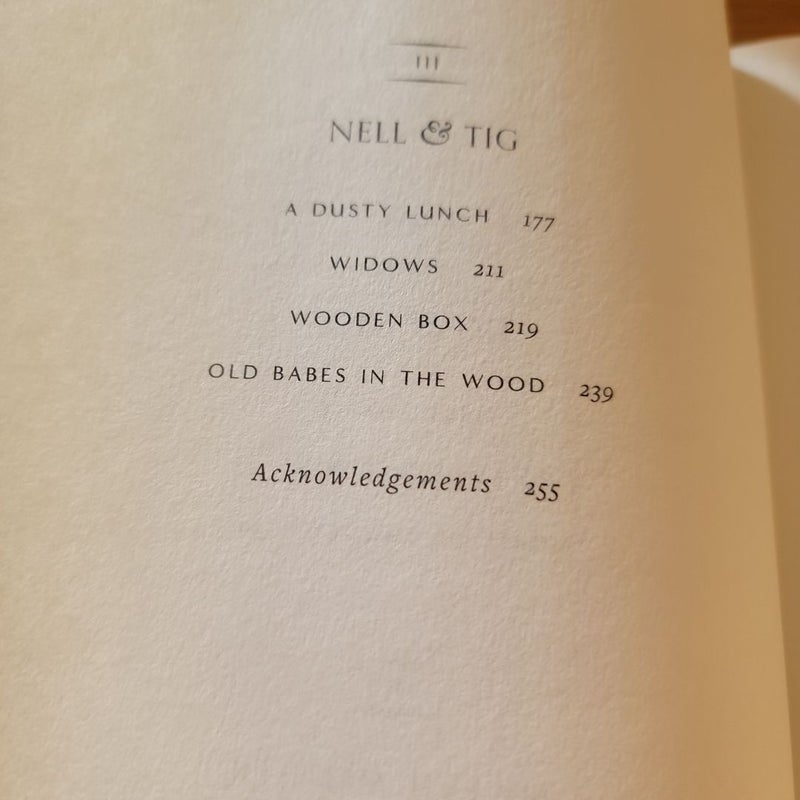 III
NELL & TIG
A DUSTY LUNCH 177
WIDOWS 211
WOODEN BOX 219
OLD BABES IN THE WOOD 239
Acknowledgements 255